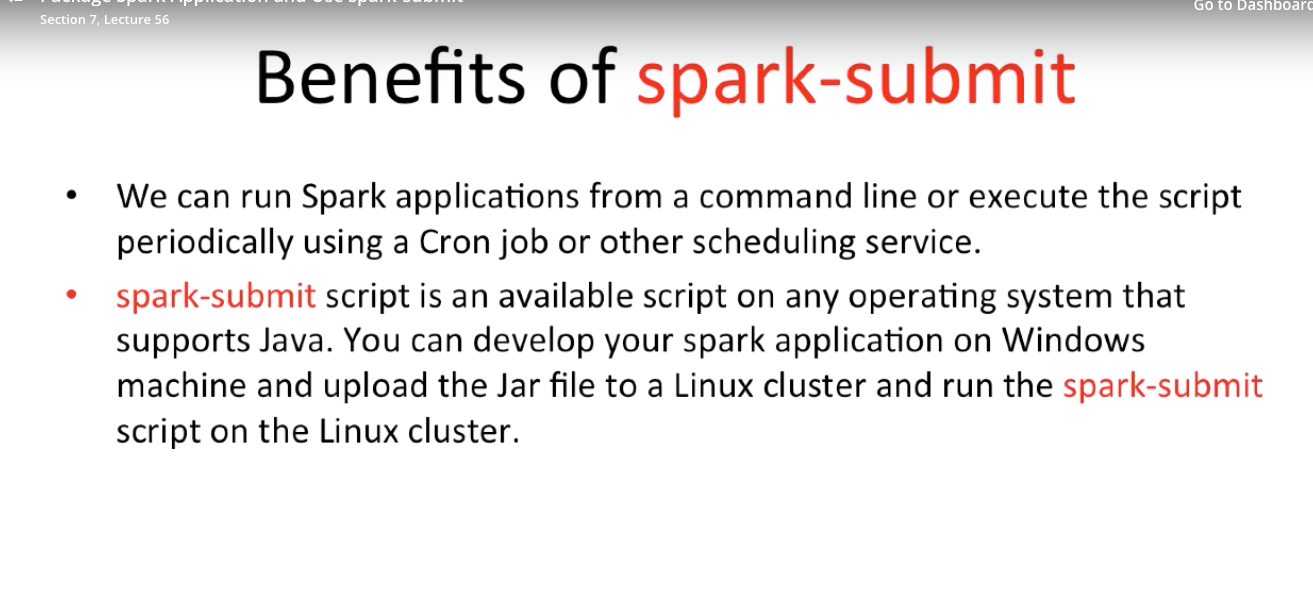 Package Spark Application and Use spark-submit
Section 7, Lecture 56
Go to Dashboard
Benefits of spark-submit
• We can run Spark applications from a command line or execute the script
periodically using a Cron job or other scheduling service.
• spark-submit script is an available script on any operating system that
supports Java. You can develop your spark application on Windows
machine and upload the Jar file to a Linux cluster and run the spark-submit
script on the Linux cluster.